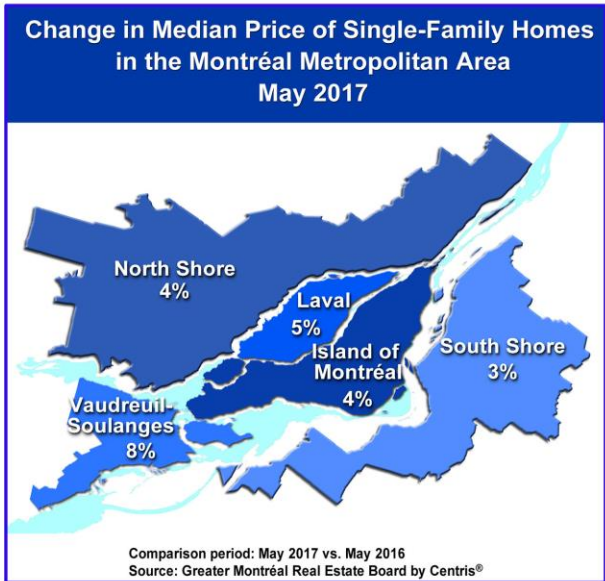 Change in Median Price of Single-Family Homes
in the Montréal Metropolitan Area
May 2017
North Shore
4%
Laval
5%
Island of
Montréal
4%
South Shore
3%
Vaudreuil-
Soulanges
8%
Comparison period: May 2017 vs. May 2016
Source: Greater Montréal Real Estate Board by Centris®